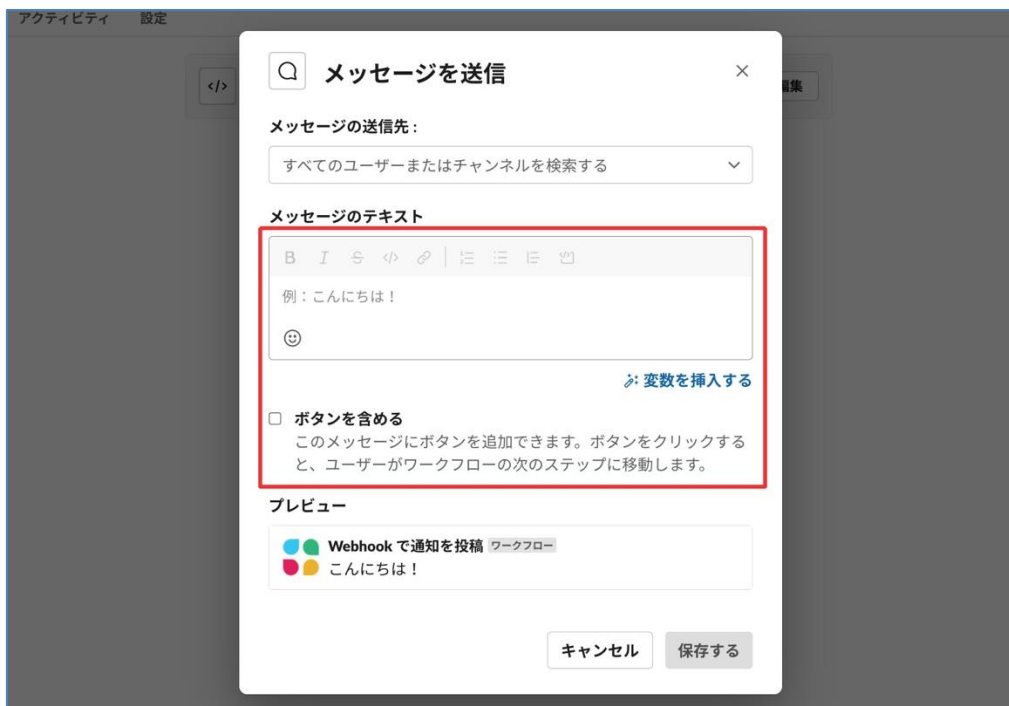 アクティビティ 設定
</>
メッセージを送信
編集
メッセージの送信先 :
すべてのユーザーまたはチャンネルを検索する
メッセージのテキスト
B I S </>
例：こんにちは！
変数を挿入する
ボタンを含める
このメッセージにボタンを追加できます。ボタンをクリックする
と、ユーザーがワークフローの次のステップに移動します。
プレビュー
Webhook で通知を投稿 ワークフロー
こんにちは！
キャンセル 保存する